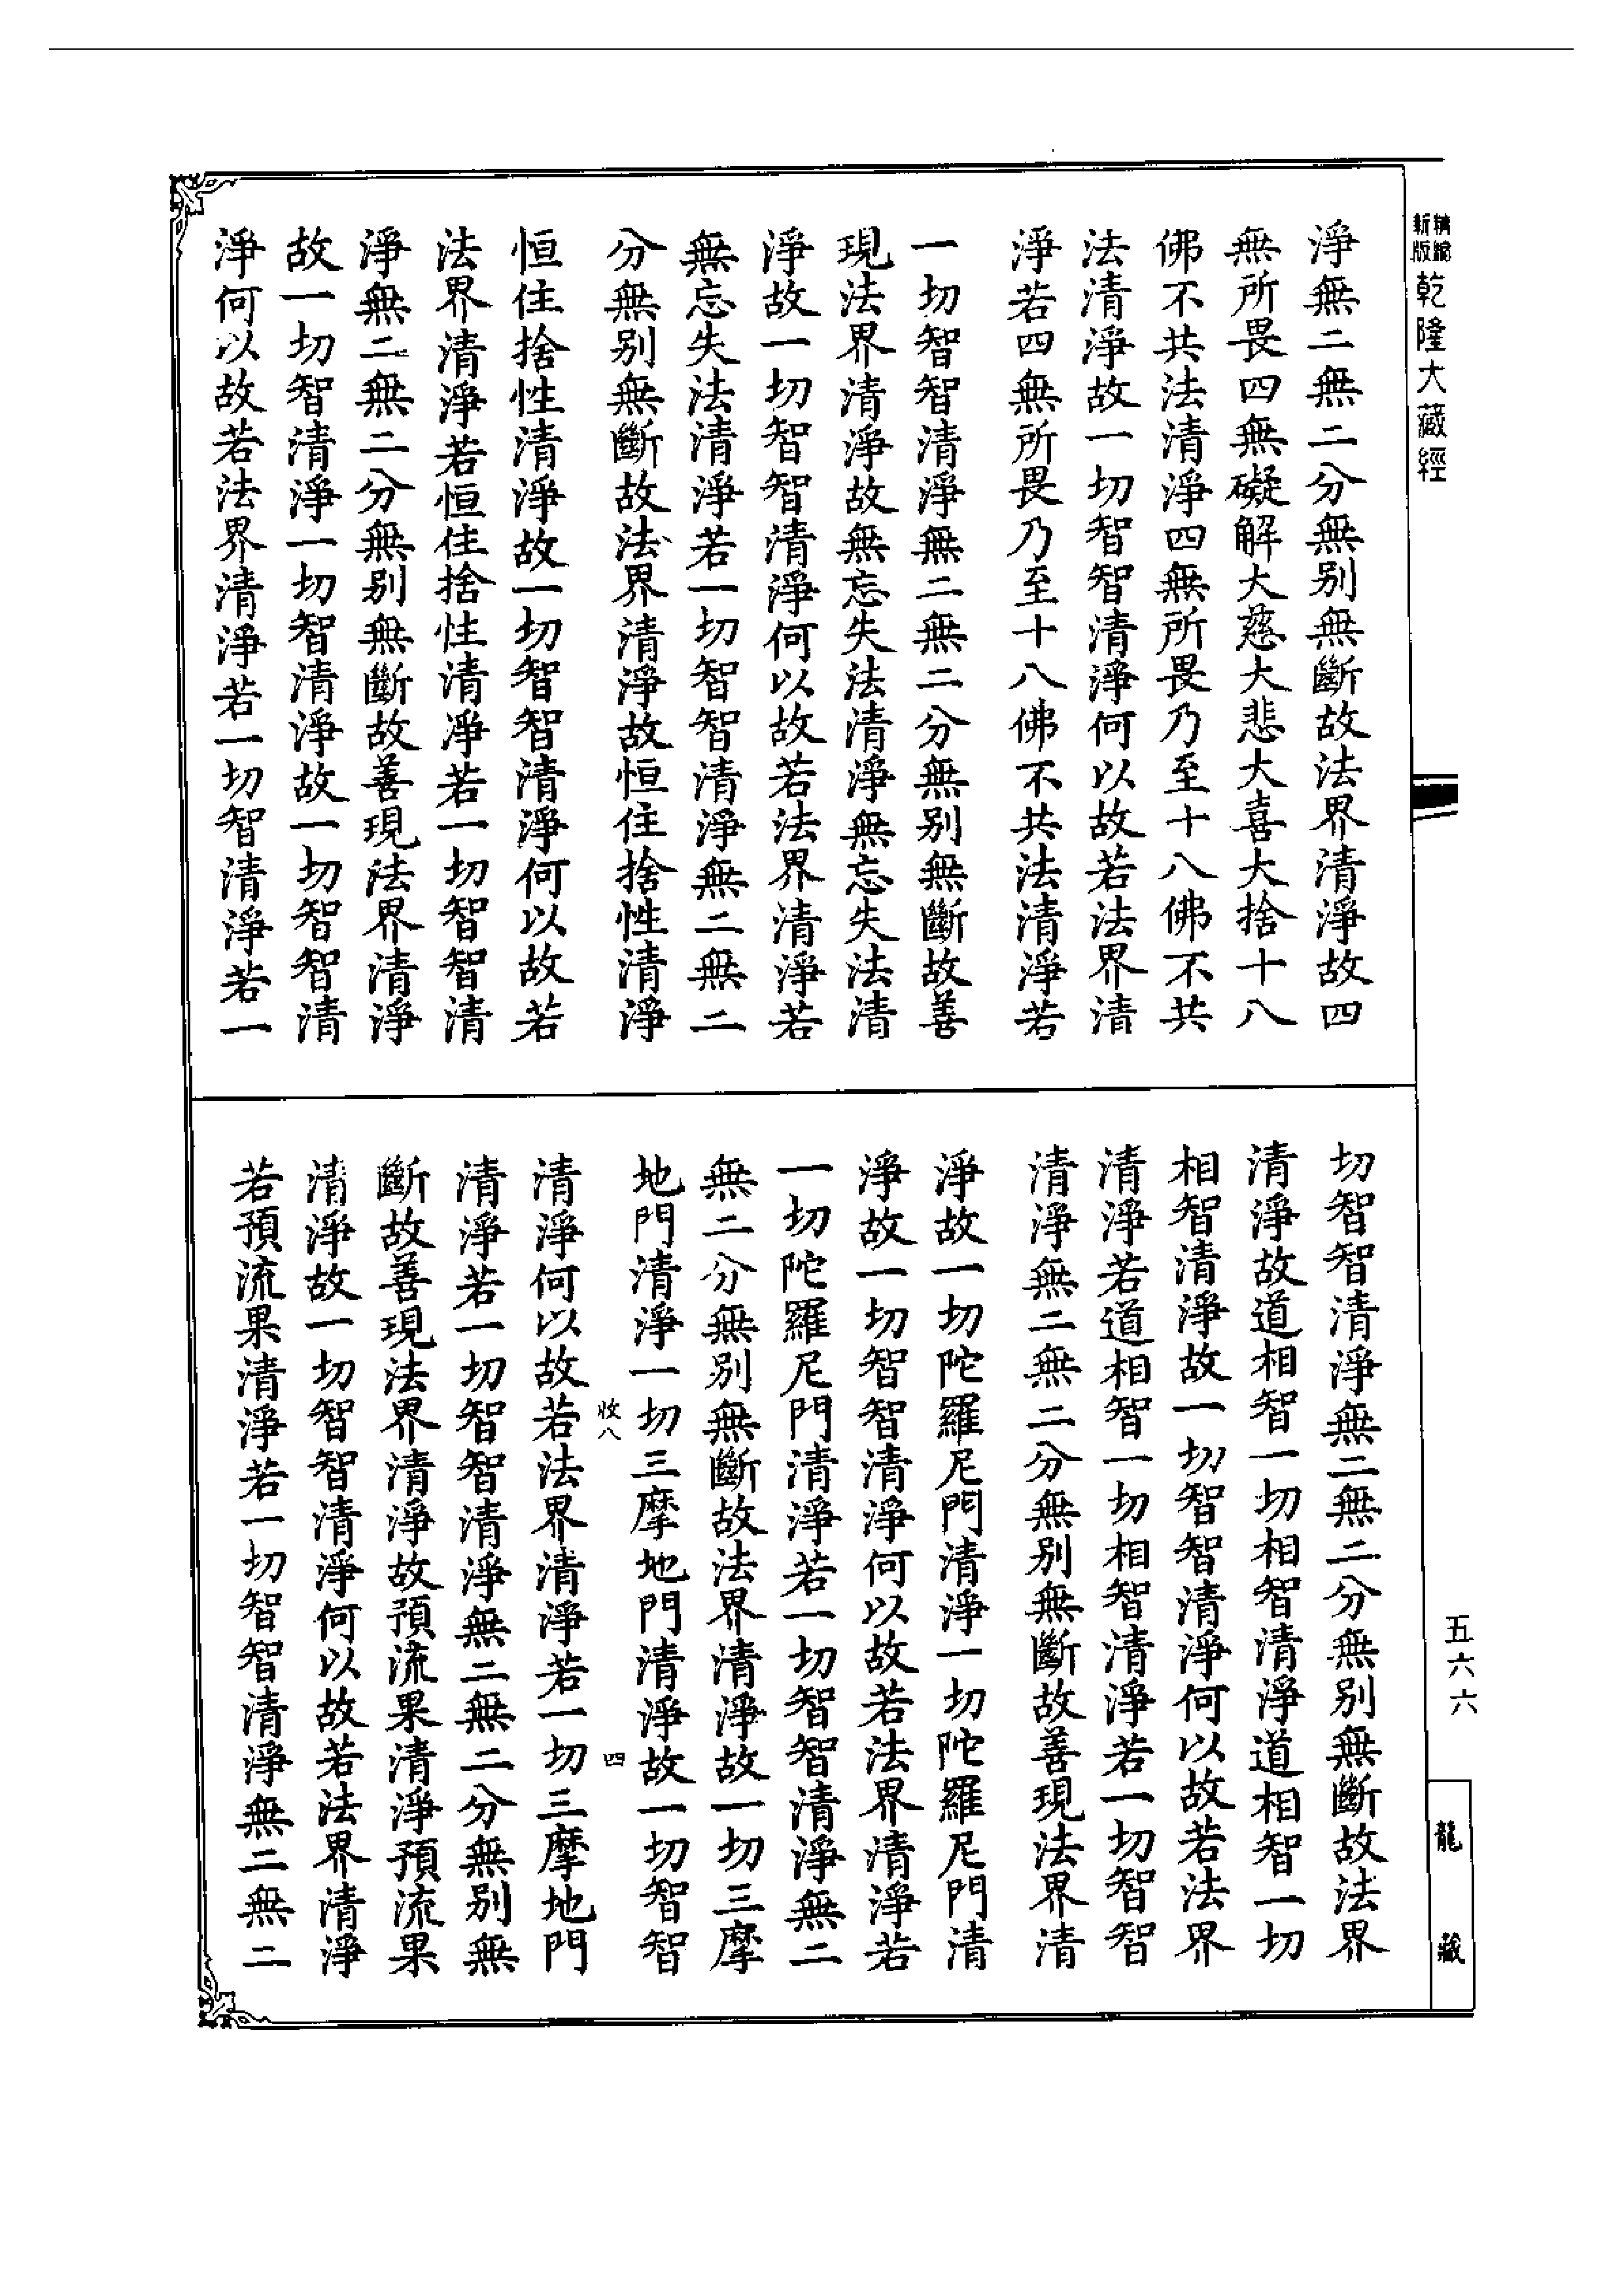 新版精縮乾隆大藏經
淨無二無二分無別無斷故法界清淨故四
無所畏四無礙解大慈大悲大喜大捨十八
佛不共法清淨四無所畏乃至十八佛不共
法清淨故一切智智清淨何以故若法界清
淨若四無所畏乃至十八佛不共法清淨若
一切智智清淨無二無二分無別無斷故善
現法界清淨故無忘失法清淨無忘失法清
淨故一切智智清淨何以故若法界清淨若
無忘失法清淨若一切智智清淨無二無二
分無別無斷故法界清淨故恒住捨性清淨
恒住捨性清淨故一切智智清淨何以故若
法界清淨若恒住捨性清淨若一切智智清
淨無二無二分無別無斷故善現法界清淨
故一切智清淨一切智清淨故一切智智清
淨何以故若法界清淨若一切智清淨若一
切智智清淨無二無二分無別無斷故法界
清淨故道相智一切相智清淨道相智一切
相智清淨故一切智智清淨何以故若法界
清淨若道相智一切相智清淨若一切智智
清淨無二無二分無別無斷故善現法界清
淨故一切陀羅尼門清淨一切陀羅尼門清
淨故一切智智清淨何以故若法界清淨若
一切陀羅尼門清淨若一切智智清淨無二
無二分無別無斷故法界清淨故一切三摩
地門清淨一切三摩地門清淨故一切智智
收八 四
清淨何以故若法界清淨若一切三摩地門
清淨若一切智智清淨無二無二分無別無
斷故善現法界清淨故預流果清淨預流果
清淨故一切智智清淨何以故若法界清淨
若預流果清淨若一切智智清淨無二無二
五六六
龍藏